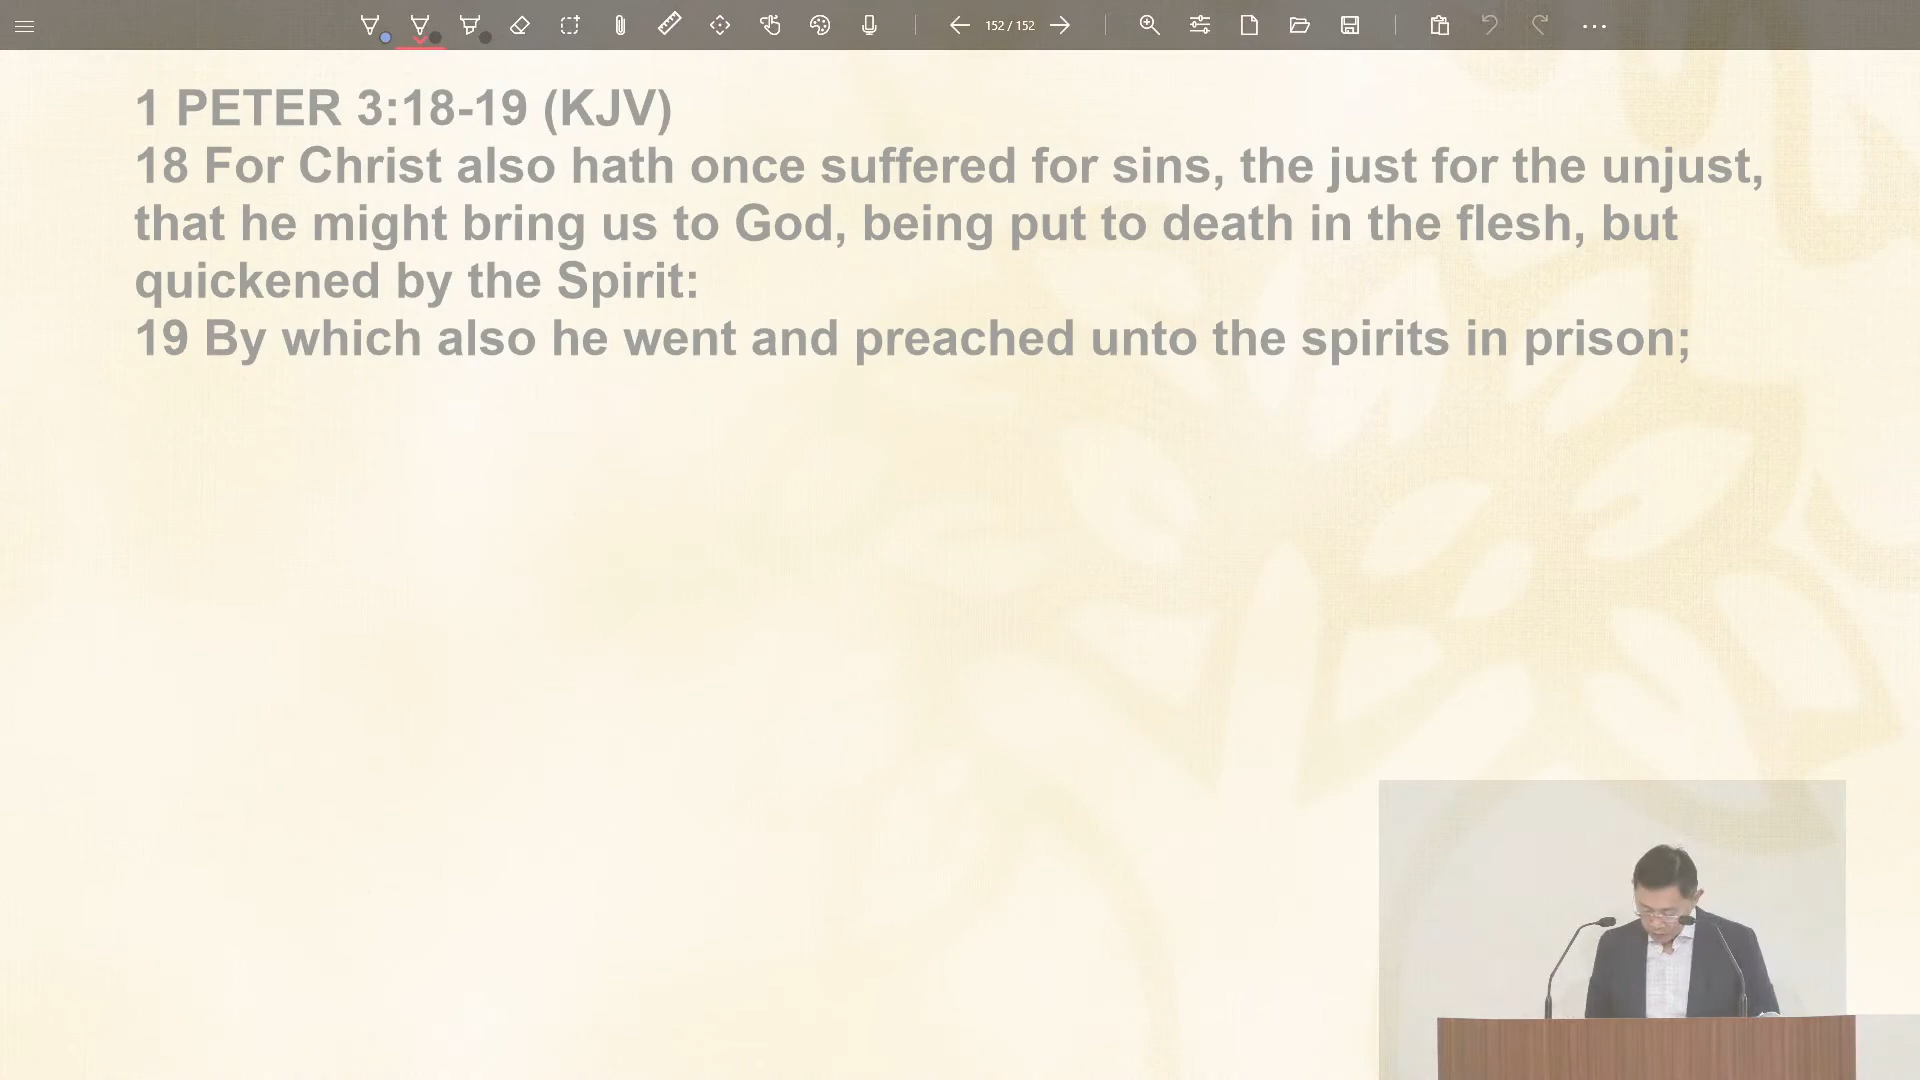 152 / 152
1 PETER 3:18-19 (KJV)
18 For Christ also hath once suffered for sins, the just for the unjust,
that he might bring us to God, being put to death in the flesh, but
quickened by the Spirit:
19 By which also he went and preached unto the spirits in prison;